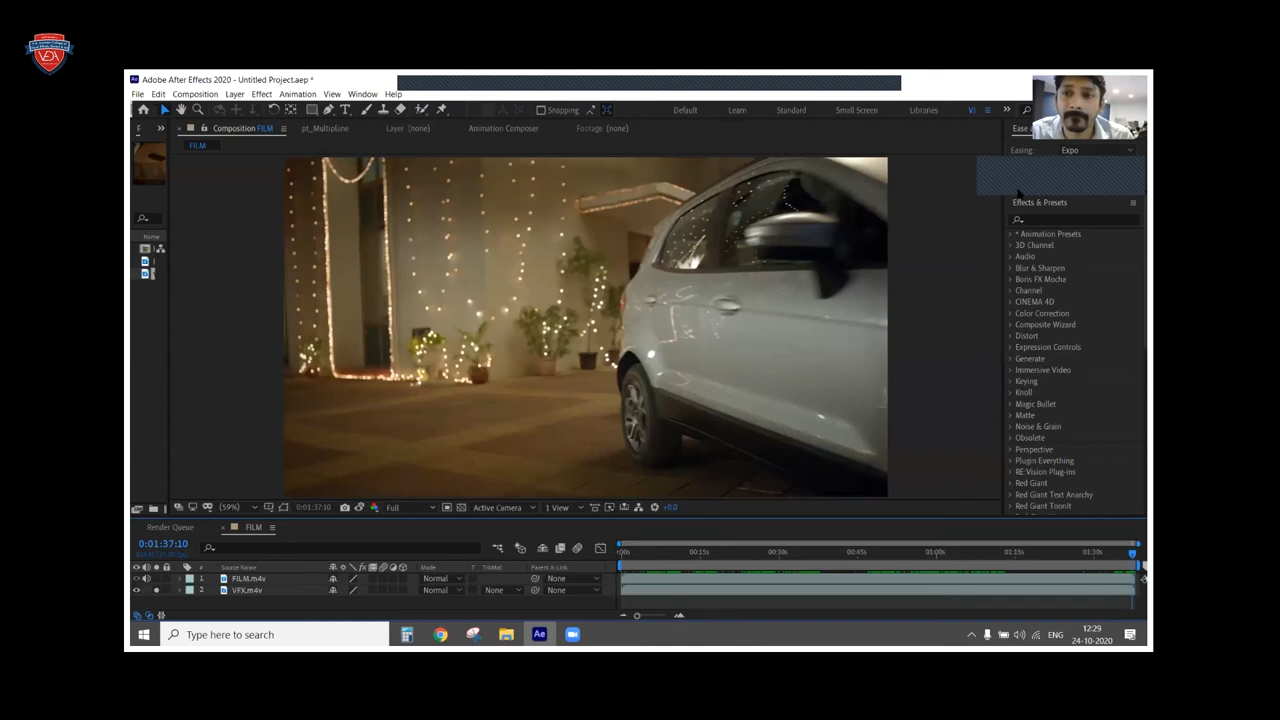 VEDA
Adobe After Effects 2020 - Untitled Project.aep *
File Edit Composition Layer Effect Animation View Window Help
Snapping Default Learn Standard Small Screen Libraries
F Composition FILM pt_Multiplane Layer (none) Animation Composer Footage (none)
FILM
Easing: Expo
Effects & Presets
* Animation Presets
3D Channel
Audio
Blur & Sharpen
Boris FX Mocha
Channel
CINEMA 4D
Color Correction
Composite Wizard
Distort
Expression Controls
Generate
Immersive Video
Keying
Knoll
Magic Bullet
Matte
Noise & Grain
Obsolete
Perspective
Plugin Everything
RE:Vision Plug-ins
Red Giant
Red Giant Text Anarchy
Red Giant ToonIt
Name
(59%) 0:01:37:10 Full Active Camera 1 View +0.0
Render Queue FILM
0:01:37:10
:00s 00:15s 00:30s 00:45s 01:00s 01:15s 01:30s
# Source Name Mode T TrkMat Parent & Link
1 FILM.m4v Normal None
2 VFX.m4v Normal None None
Type here to search
ENG
12:29
24-10-2020